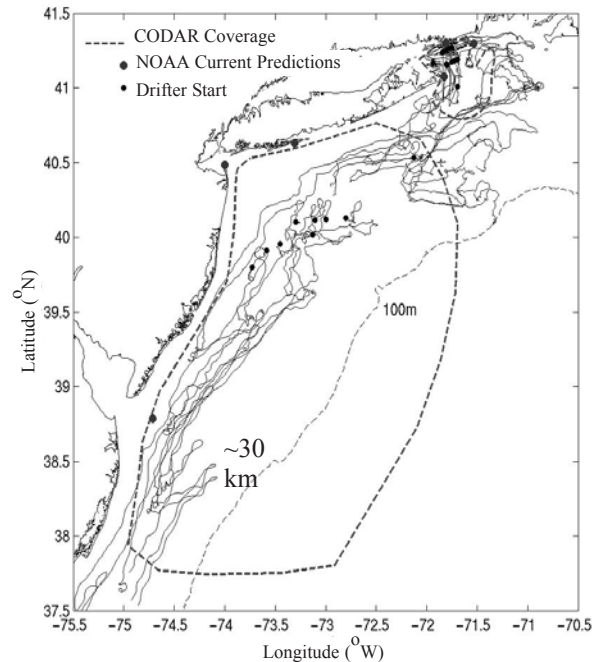 CODAR Coverage
NOAA Current Predictions
Drifter Start
41.5
41
40.5
40
39.5
39
38.5
38
37.5
100m
~30
km
Latitude (°N)
−75.5 −75 −74.5 −74 −73.5 −73 −72.5 −72 −71.5 −71 −70.5
Longitude (°W)